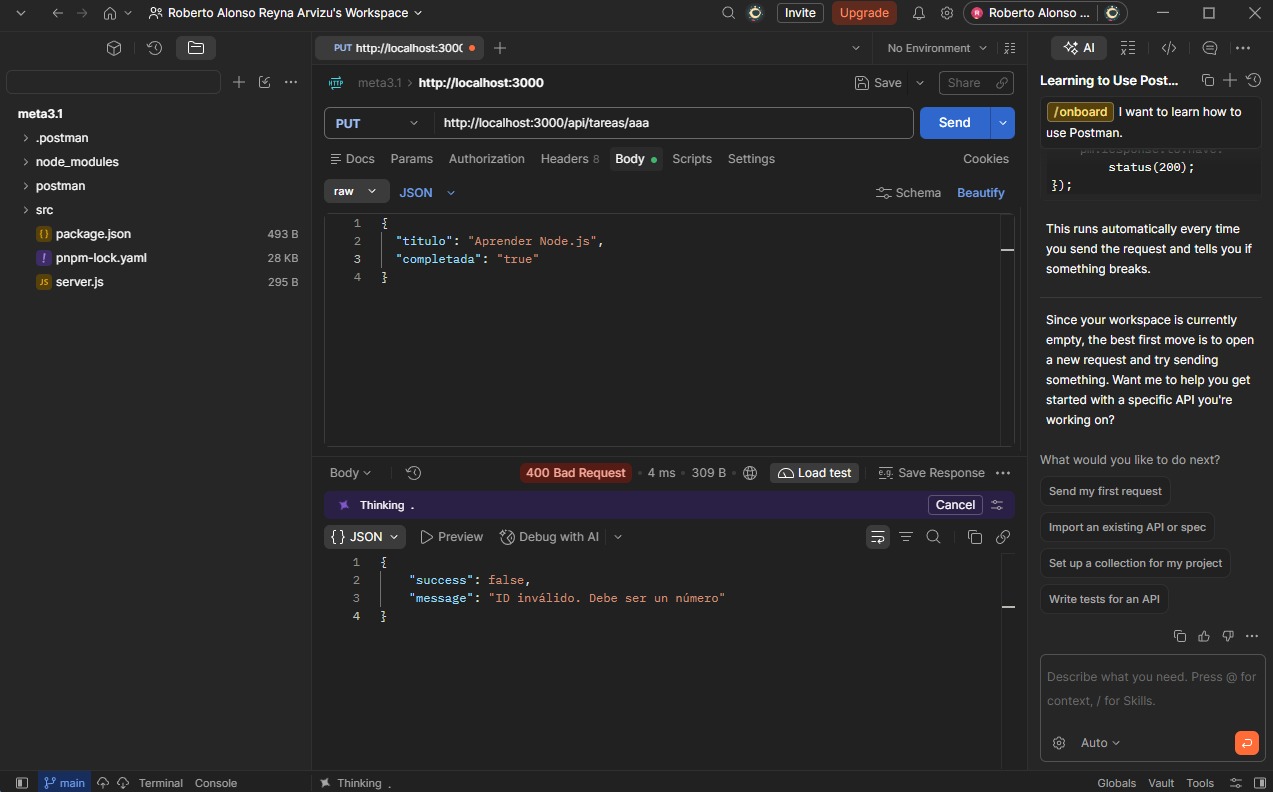 Roberto Alonso Reyna Arvizu's Workspace
Invite
Upgrade
R
Roberto Alonso ...
PUT http://localhost:3000
No Environment
AI
meta3.1 > http://localhost:3000
Save
Share
Learning to Use Post...
meta3.1
.postman
node_modules
postman
src
package.json 493 B
pnpm-lock.yaml 28 KB
JS server.js 295 B
PUT
http://localhost:3000/api/tareas/aaa
Send
Docs Params Authorization Headers 8 Body Scripts Settings Cookies
raw JSON Schema Beautify
1 {
2 "titulo": "Aprender Node.js",
3 "completada": "true"
4 }
Body
400 Bad Request
4 ms
309 B
Load test
e.g. Save Response
Thinking .
Cancel
{} JSON
Preview
Debug with AI
1 {
2 "success": false,
3 "message": "ID inválido. Debe ser un número"
4 }
/onboard I want to learn how to
use Postman.
pm.response.to.have.
status(200);
});
This runs automatically every time
you send the request and tells you if
something breaks.
Since your workspace is currently
empty, the best first move is to open
a new request and try sending
something. Want me to help you get
started with a specific API you're
working on?
What would you like to do next?
Send my first request
Import an existing API or spec
Set up a collection for my project
Write tests for an API
Describe what you need. Press @ for
context, / for Skills.
Auto
main
Terminal
Console
Thinking .
Globals
Vault
Tools